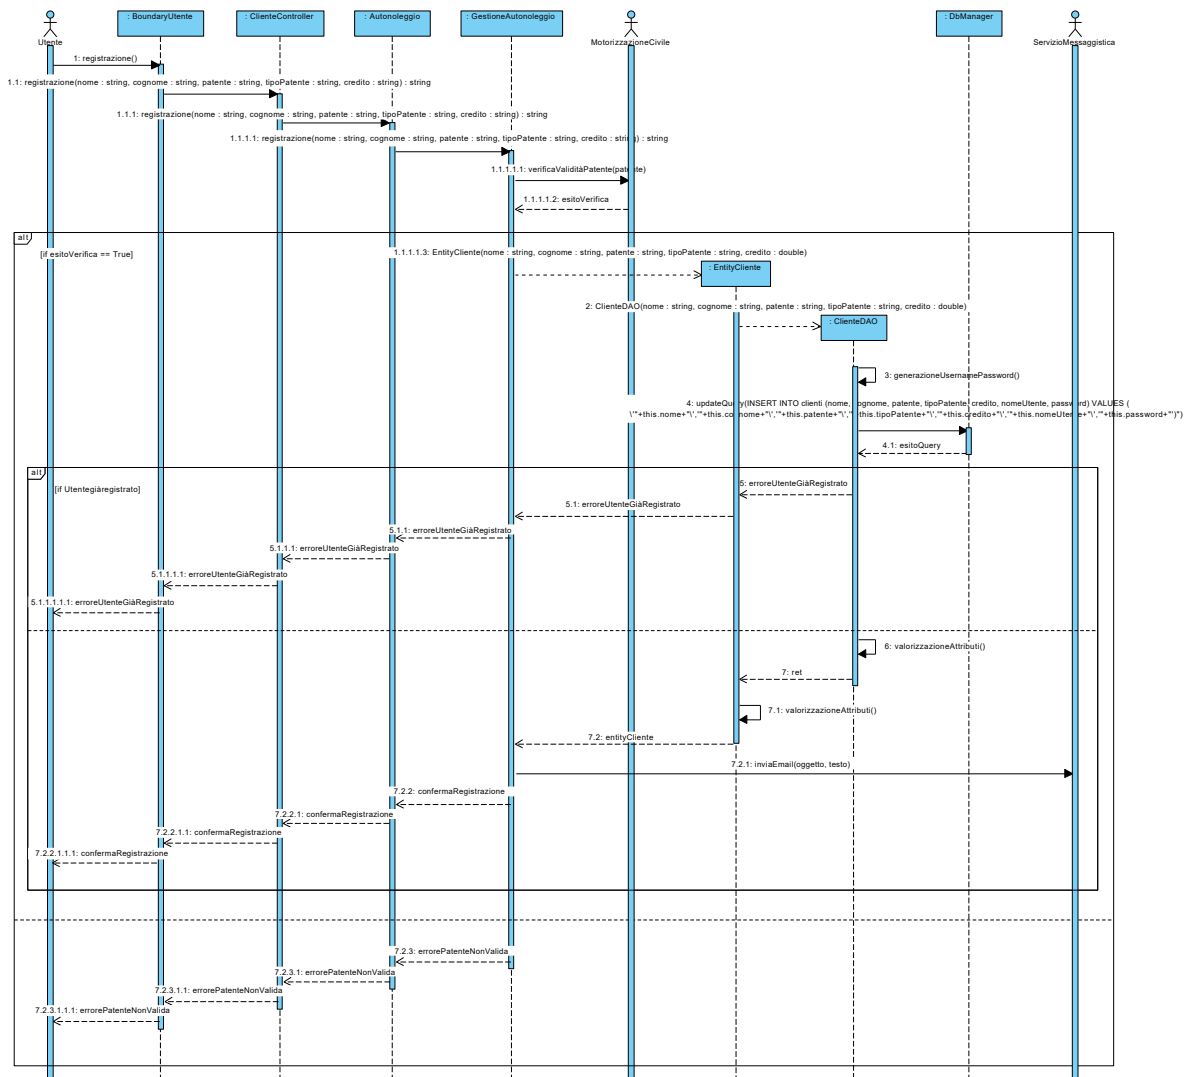 : BoundaryUtente
: ClienteController
: Autonoleggio
: GestioneAutonoleggio
: DbManager
Utente
MotorizzazioneCivile
ServizioMessaggistica
1: registrazione()
1.1: registrazione(nome : string, cognome : string, patente : string, tipoPatente : string, credito : string) : string
1.1.1: registrazione(nome : string, cognome : string, patente : string, tipoPatente : string, credito : string) : string
1.1.1.1: registrazione(nome : string, cognome : string, patente : string, tipoPatente : string, credito : string) : string
1.1.1.1.1: verificaValiditàPatente(patente)
1.1.1.1.2: esitoVerifica
alt
[if esitoVerifica == True]
1.1.1.1.3: EntityCliente(nome : string, cognome : string, patente : string, tipoPatente : string, credito : double)
: EntityCliente
2: ClienteDAO(nome : string, cognome : string, patente : string, tipoPatente : string, credito : double)
: ClienteDAO
3: generazioneUsernamePassword()
4: updateQuery(INSERT INTO clienti (nome, cognome, patente, tipoPatente, credito, nomeUtente, password) VALUES (
\'"+this.nome+"\','"+this.cognome+"\','"+this.patente+"\','"+this.tipoPatente+"\','"+this.credito+"\','"+this.nomeUtente+"\','"+this.password+"')")
4.1: esitoQuery
alt
[if Utentegiàregistrato]
5: erroreUtenteGiàRegistrato
5.1: erroreUtenteGiàRegistrato
5.1.1: erroreUtenteGiàRegistrato
5.1.1.1: erroreUtenteGiàRegistrato
5.1.1.1.1: erroreUtenteGiàRegistrato
5.1.1.1.1.1: erroreUtenteGiàRegistrato
6: valorizzazioneAttributi()
7: ret
7.1: valorizzazioneAttributi()
7.2: entityCliente
7.2.1: inviaEmail(oggetto, testo)
7.2.2: confermaRegistrazione
7.2.2.1: confermaRegistrazione
7.2.2.1.1: confermaRegistrazione
7.2.2.1.1.1: confermaRegistrazione
7.2.3: errorePatenteNonValida
7.2.3.1: errorePatenteNonValida
7.2.3.1.1: errorePatenteNonValida
7.2.3.1.1.1: errorePatenteNonValida